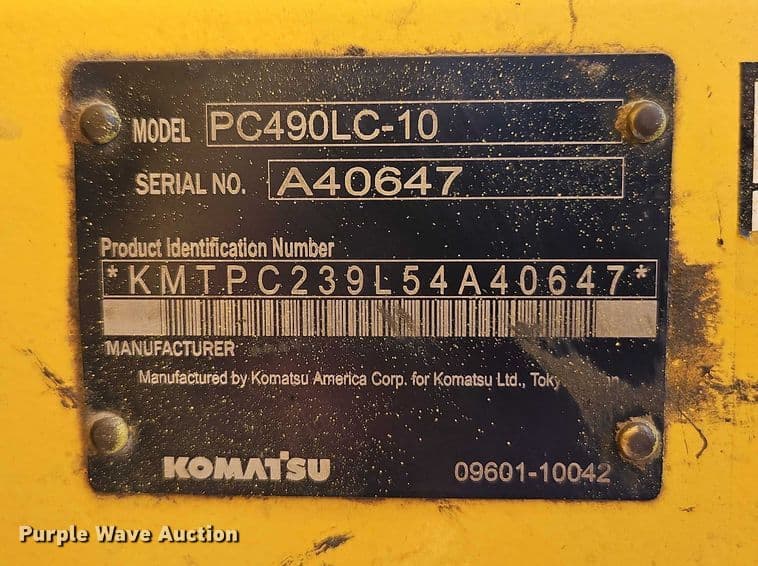 MODEL PC490LC-10
SERIAL NO. A40647
Product Identification Number
*KMTPC239L54A40647*
MANUFACTURER
Manufactured by Komatsu America Corp. for Komatsu Ltd.,
KOMATSU 09601-10042
Purple Wave Auction